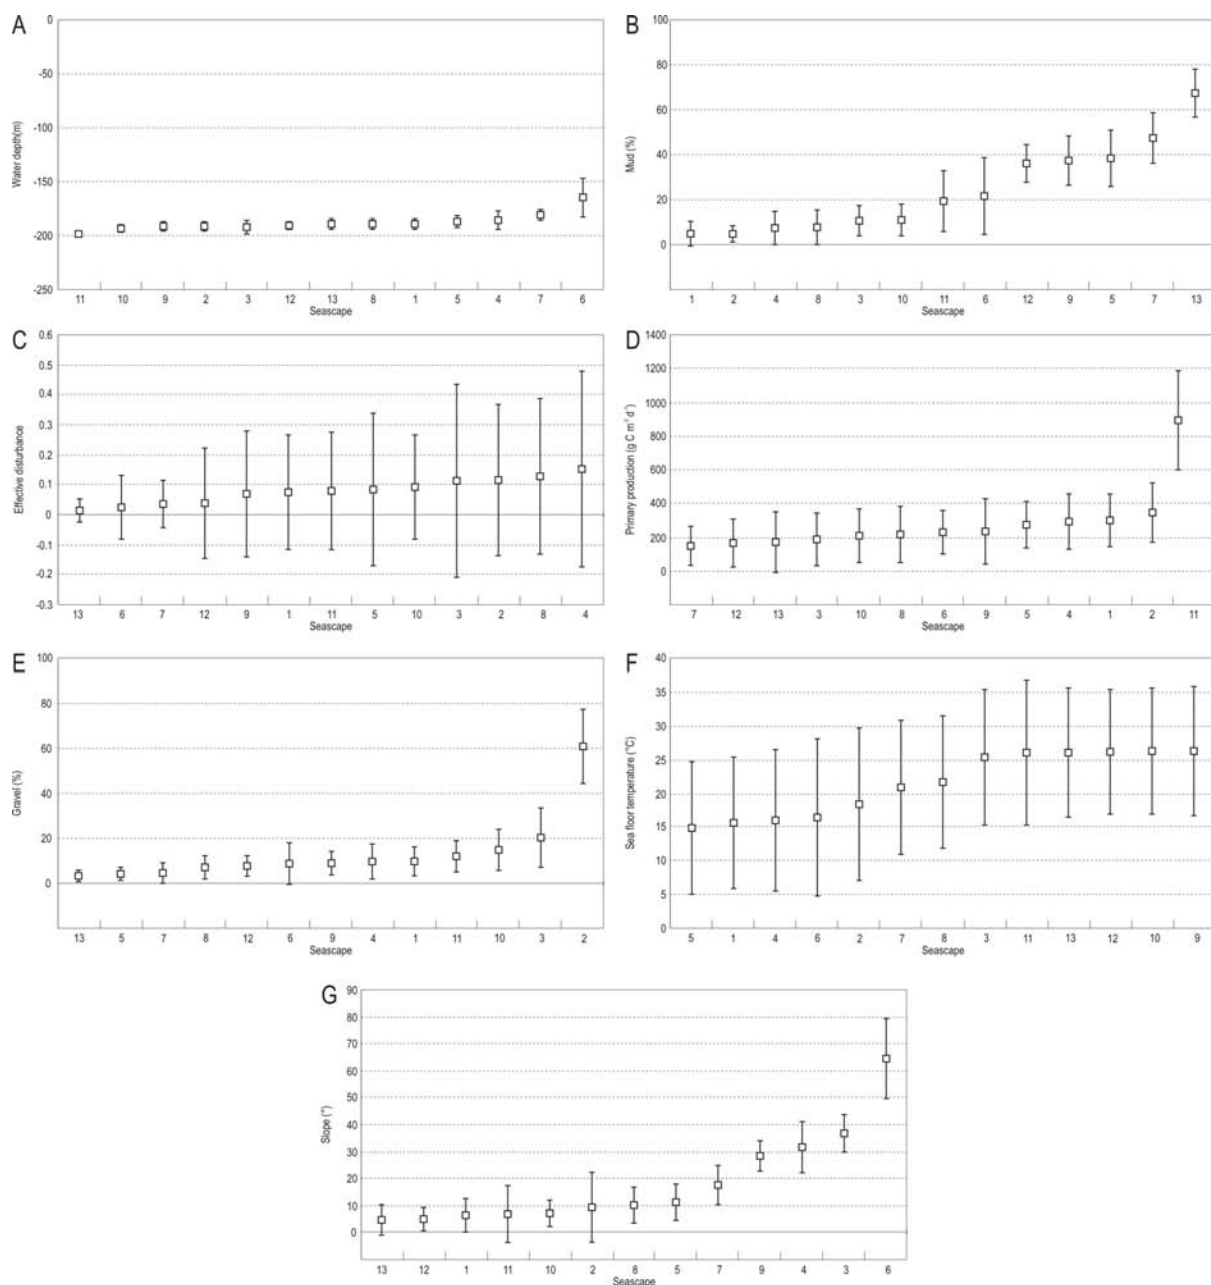 A
0
-50
-100
-150
-200
-250
Water depth(m)
11 10 9 2 3 12 13 8 1 5 4 7 6
Seascape
B
100
80
60
40
20
0
Mud (%)
1 2 4 8 3 10 11 6 12 9 5 7 13
Seascape
C
0.6
0.5
0.4
0.3
0.2
0.1
0
-0.1
-0.2
-0.3
Effective disturbance
13 6 7 12 9 1 11 5 10 3 2 8 4
Seascape
D
1400
1200
1000
800
600
400
200
0
Primary production (g C m⁻² d⁻¹)
7 12 13 3 10 8 6 9 5 4 1 2 11
Seascape
E
100
80
60
40
20
0
Gravel (%)
13 5 7 8 12 6 9 4 1 11 10 3 2
Seascape
F
40
35
30
25
20
15
10
5
0
Sea floor temperature (°C)
5 1 4 6 2 7 8 3 11 13 12 10 9
Seascape
G
90
80
70
60
50
40
30
20
10
0
Slope (°)
13 12 1 11 10 2 8 5 7 9 4 3 6
Seascape